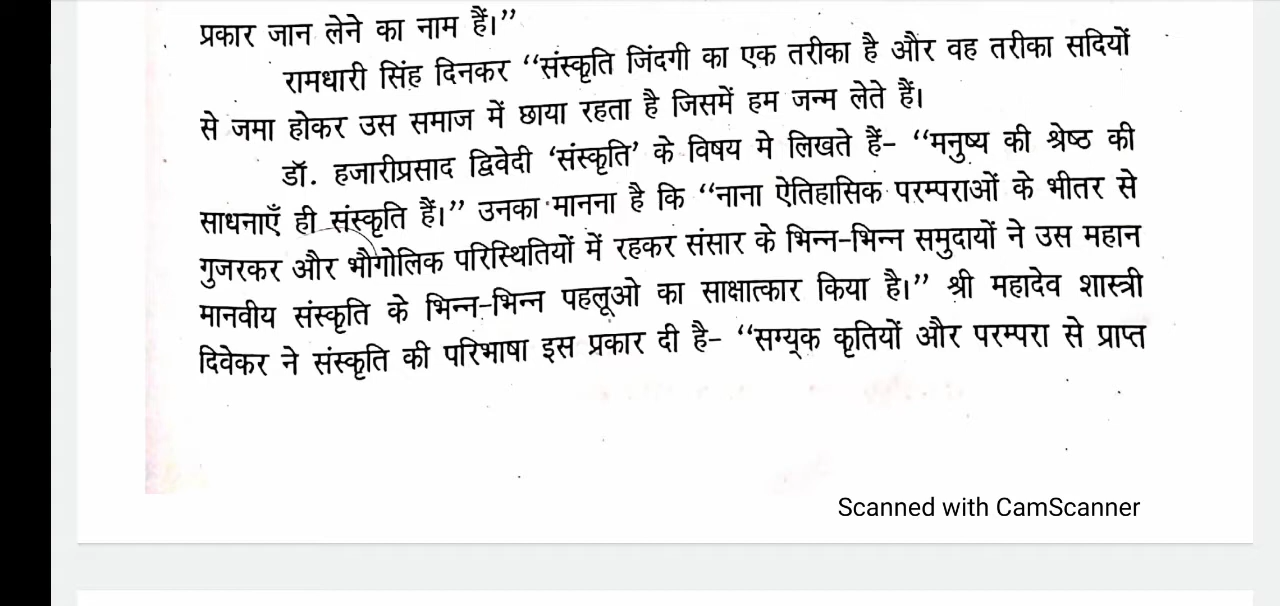 प्रकार जान लेने का नाम हैं।”
रामधारी सिंह दिनकर ‘‘संस्कृति जिंदगी का एक तरीका है और वह तरीका सदियों
से जमा होकर उस समाज में छाया रहता है जिसमें हम जन्म लेते हैं।
डॉ. हजारीप्रसाद द्विवेदी ‘संस्कृति’ के विषय मे लिखते हैं– ‘‘मनुष्य की श्रेष्ठ की
साधनाएँ ही संस्कृति हैं।’’ उनका मानना है कि ‘‘नाना ऐतिहासिक परम्पराओं के भीतर से
गुजरकर और भौगोलिक परिस्थितियों में रहकर संसार के भिन्न-भिन्न समुदायों ने उस महान
मानवीय संस्कृति के भिन्न-भिन्न पहलूओ का साक्षात्कार किया है।’’ श्री महादेव शास्त्री
दिवेकर ने संस्कृति की परिभाषा इस प्रकार दी है– ‘‘सग्यूक कृतियों और परम्परा से प्राप्त
Scanned with CamScanner